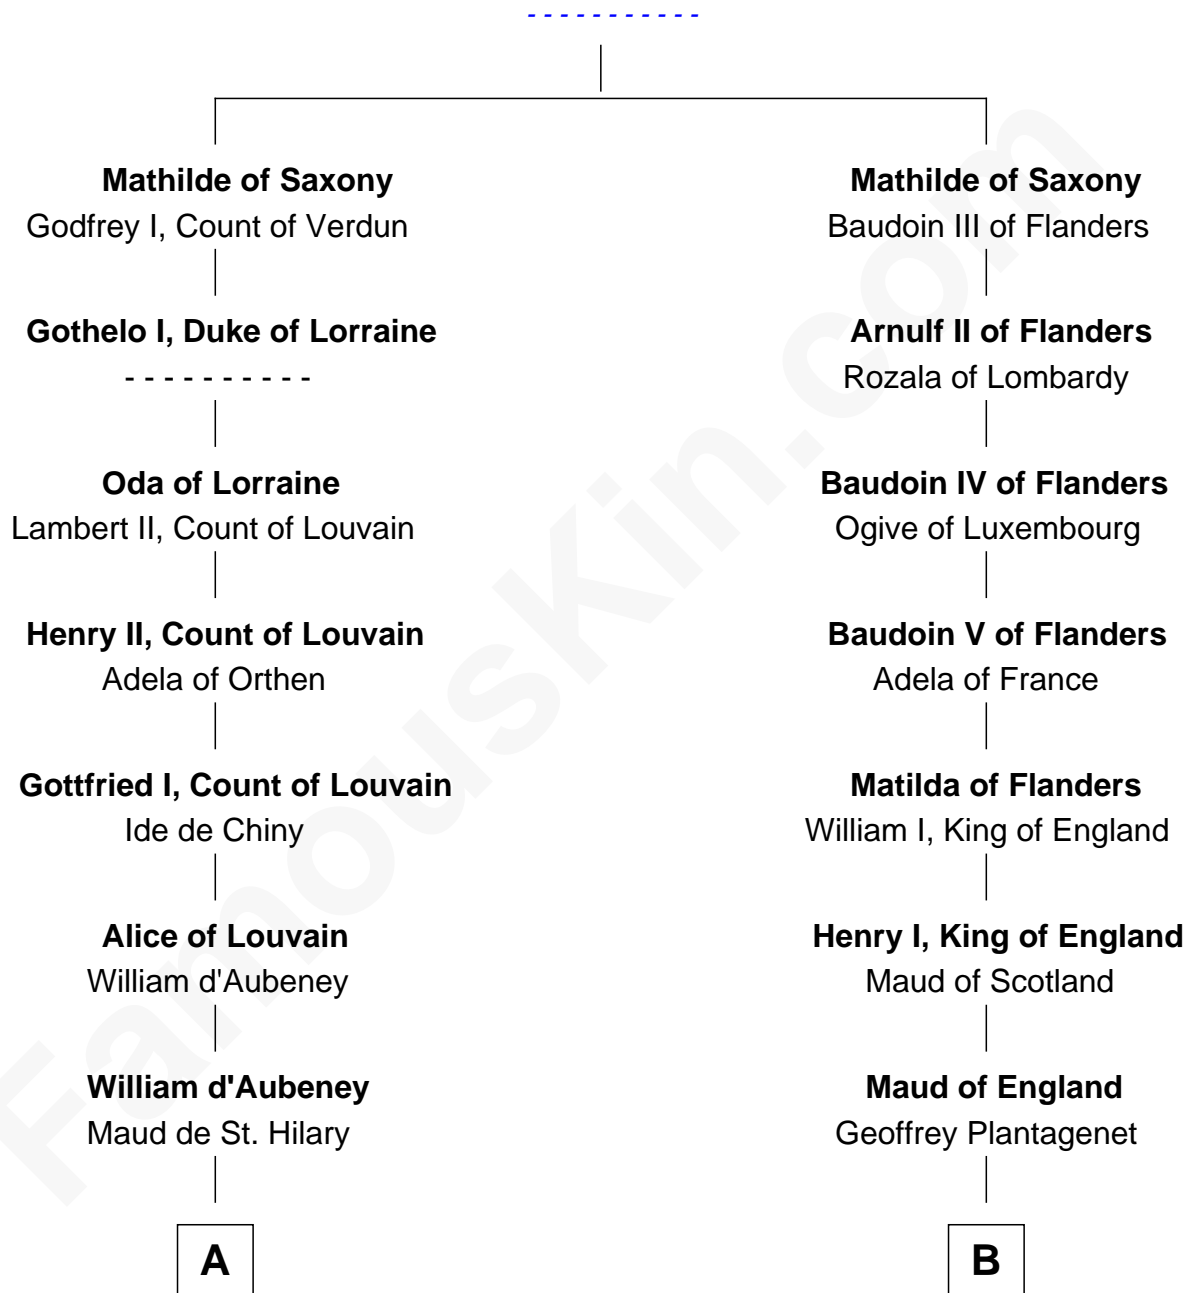 - - - - - - - - - - -
Mathilde of Saxony
Godfrey I, Count of Verdun
Gothelo I, Duke of Lorraine
- - - - - - - - - -
Oda of Lorraine
Lambert II, Count of Louvain
Henry II, Count of Louvain
Adela of Orthen
Gottfried I, Count of Louvain
Ide de Chiny
Alice of Louvain
William d'Aubeney
William d'Aubeney
Maud de St. Hilary
A
Mathilde of Saxony
Baudoin III of Flanders
Arnulf II of Flanders
Rozala of Lombardy
Baudoin IV of Flanders
Ogive of Luxembourg
Baudoin V of Flanders
Adela of France
Matilda of Flanders
William I, King of England
Henry I, King of England
Maud of Scotland
Maud of England
Geoffrey Plantagenet
B
FamousKin.com